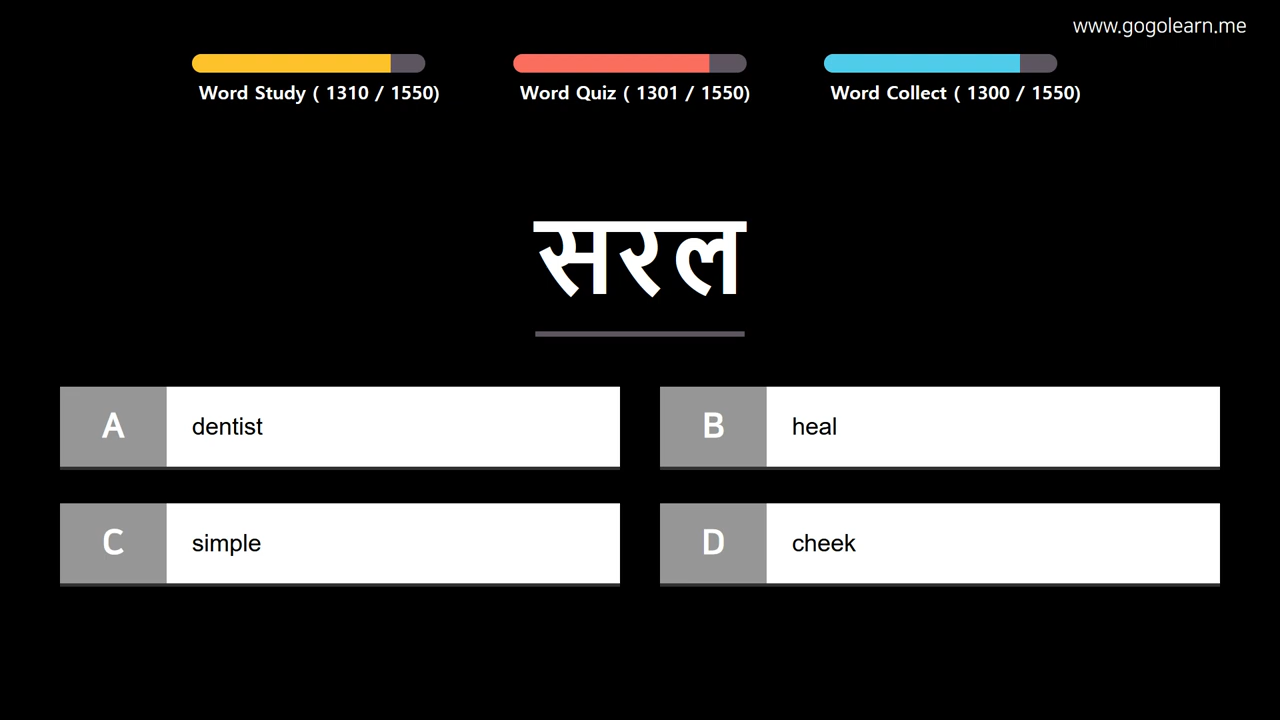 www.gogolearn.me
Word Study ( 1310 / 1550)
Word Quiz ( 1301 / 1550)
Word Collect ( 1300 / 1550)
सरल
A dentist
B heal
C simple
D cheek